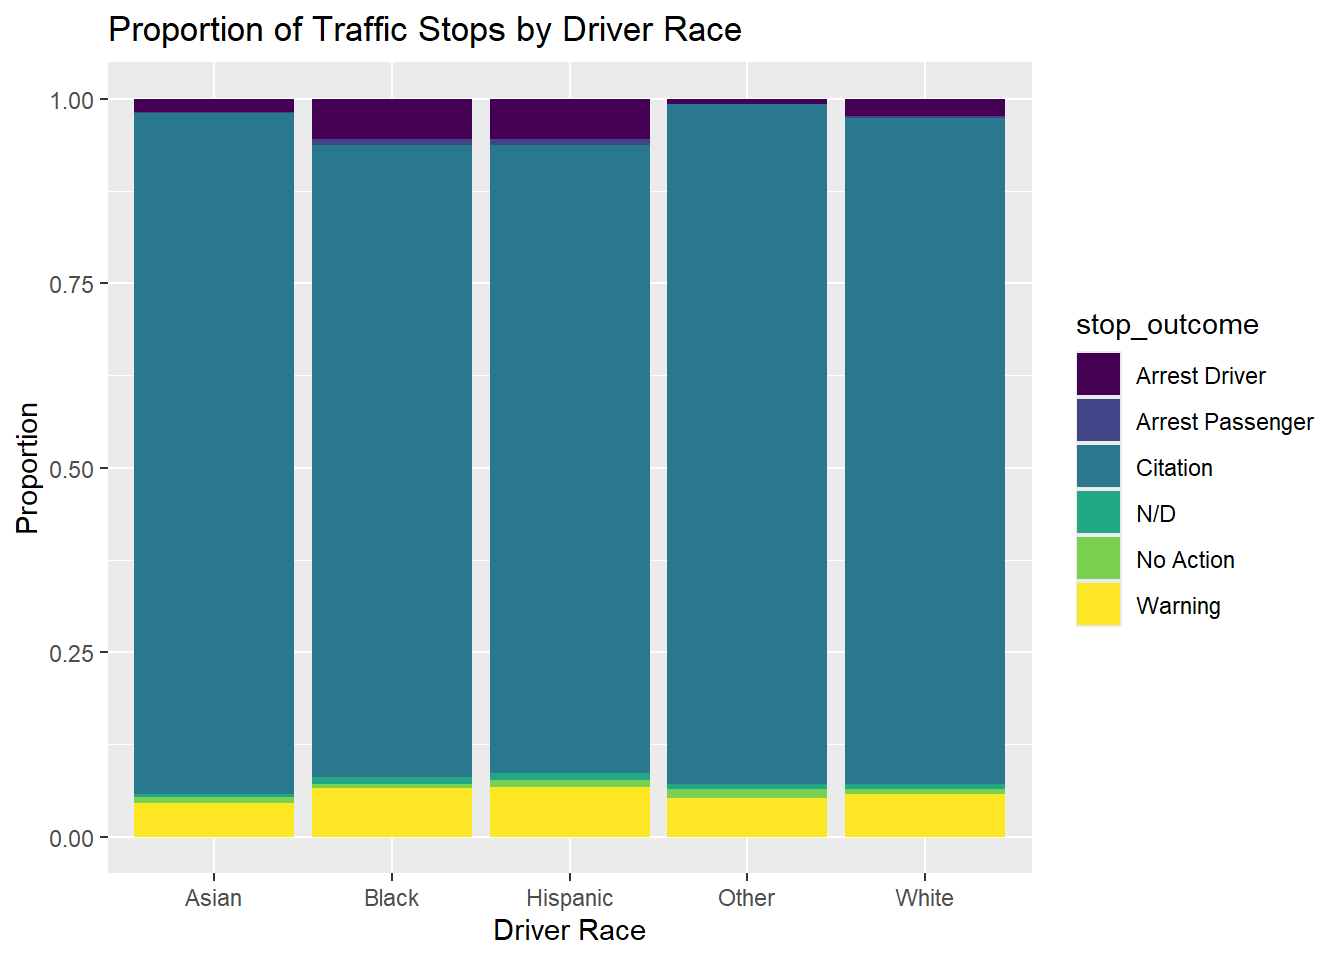 Proportion of Traffic Stops by Driver Race
1.00
0.75
0.50
0.25
0.00
Proportion
Asian
Black
Hispanic
Other
White
Driver Race
stop_outcome
Arrest Driver
Arrest Passenger
Citation
N/D
No Action
Warning